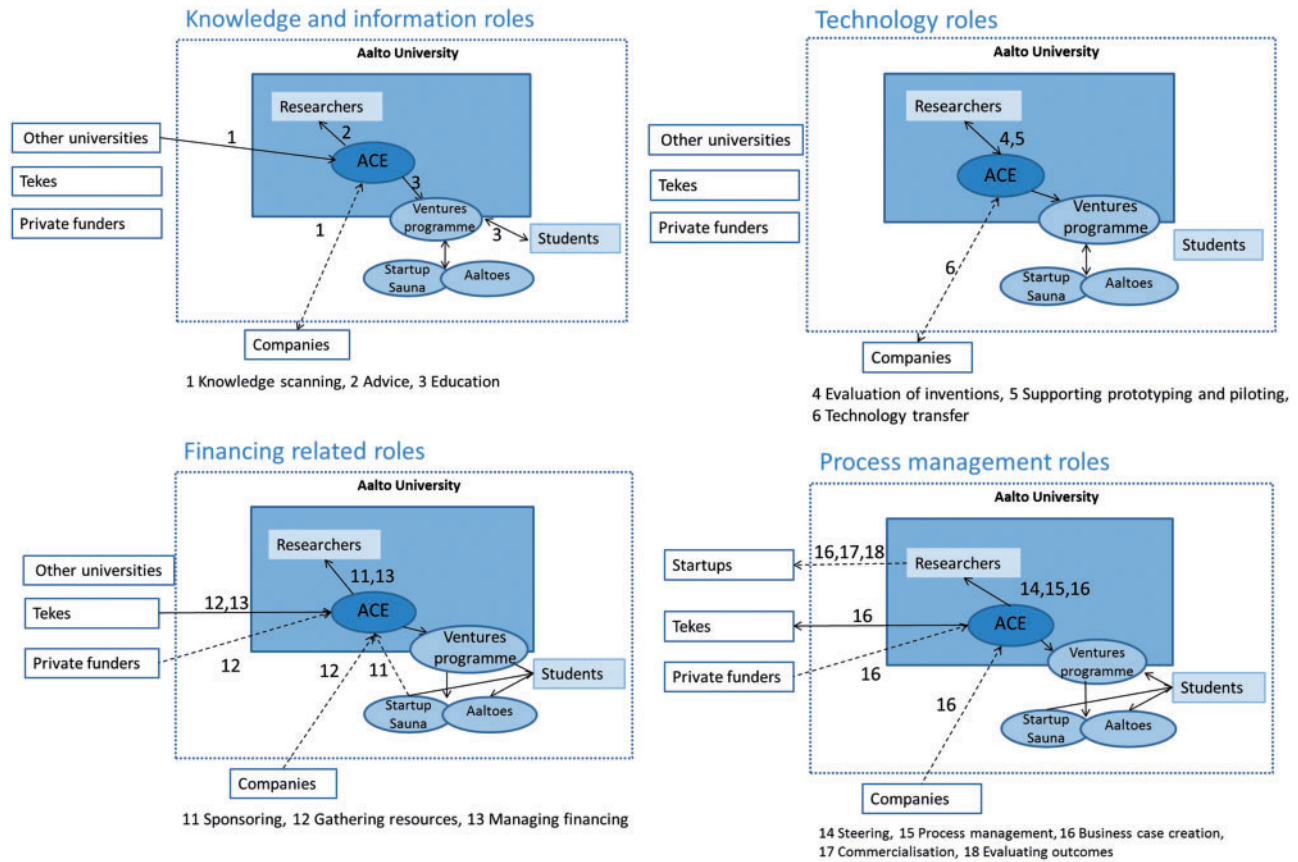 Knowledge and information roles
Aalto University
Researchers
Other universities
1
2
ACE
Tekes
3
Private funders
Ventures
programme
1
3
Students
Startup
Sauna
Aaltoes
Companies
1 Knowledge scanning, 2 Advice, 3 Education
Technology roles
Aalto University
Researchers
Other universities
4,5
ACE
Tekes
Private funders
Ventures
programme
Students
6
Startup
Sauna
Aaltoes
Companies
4 Evaluation of inventions, 5 Supporting prototyping and piloting,
6 Technology transfer
Financing related roles
Aalto University
Researchers
Other universities
11,13
Tekes
12,13
ACE
Private funders
12
Ventures
programme
12
11
Students
Startup
Sauna
Aaltoes
Companies
11 Sponsoring, 12 Gathering resources, 13 Managing financing
Process management roles
Aalto University
Startups
16,17,18
Researchers
14,15,16
Tekes
16
ACE
Private funders
16
Ventures
programme
Students
16
Startup
Sauna
Aaltoes
Companies
14 Steering, 15 Process management, 16 Business case creation,
17 Commercialisation, 18 Evaluating outcomes